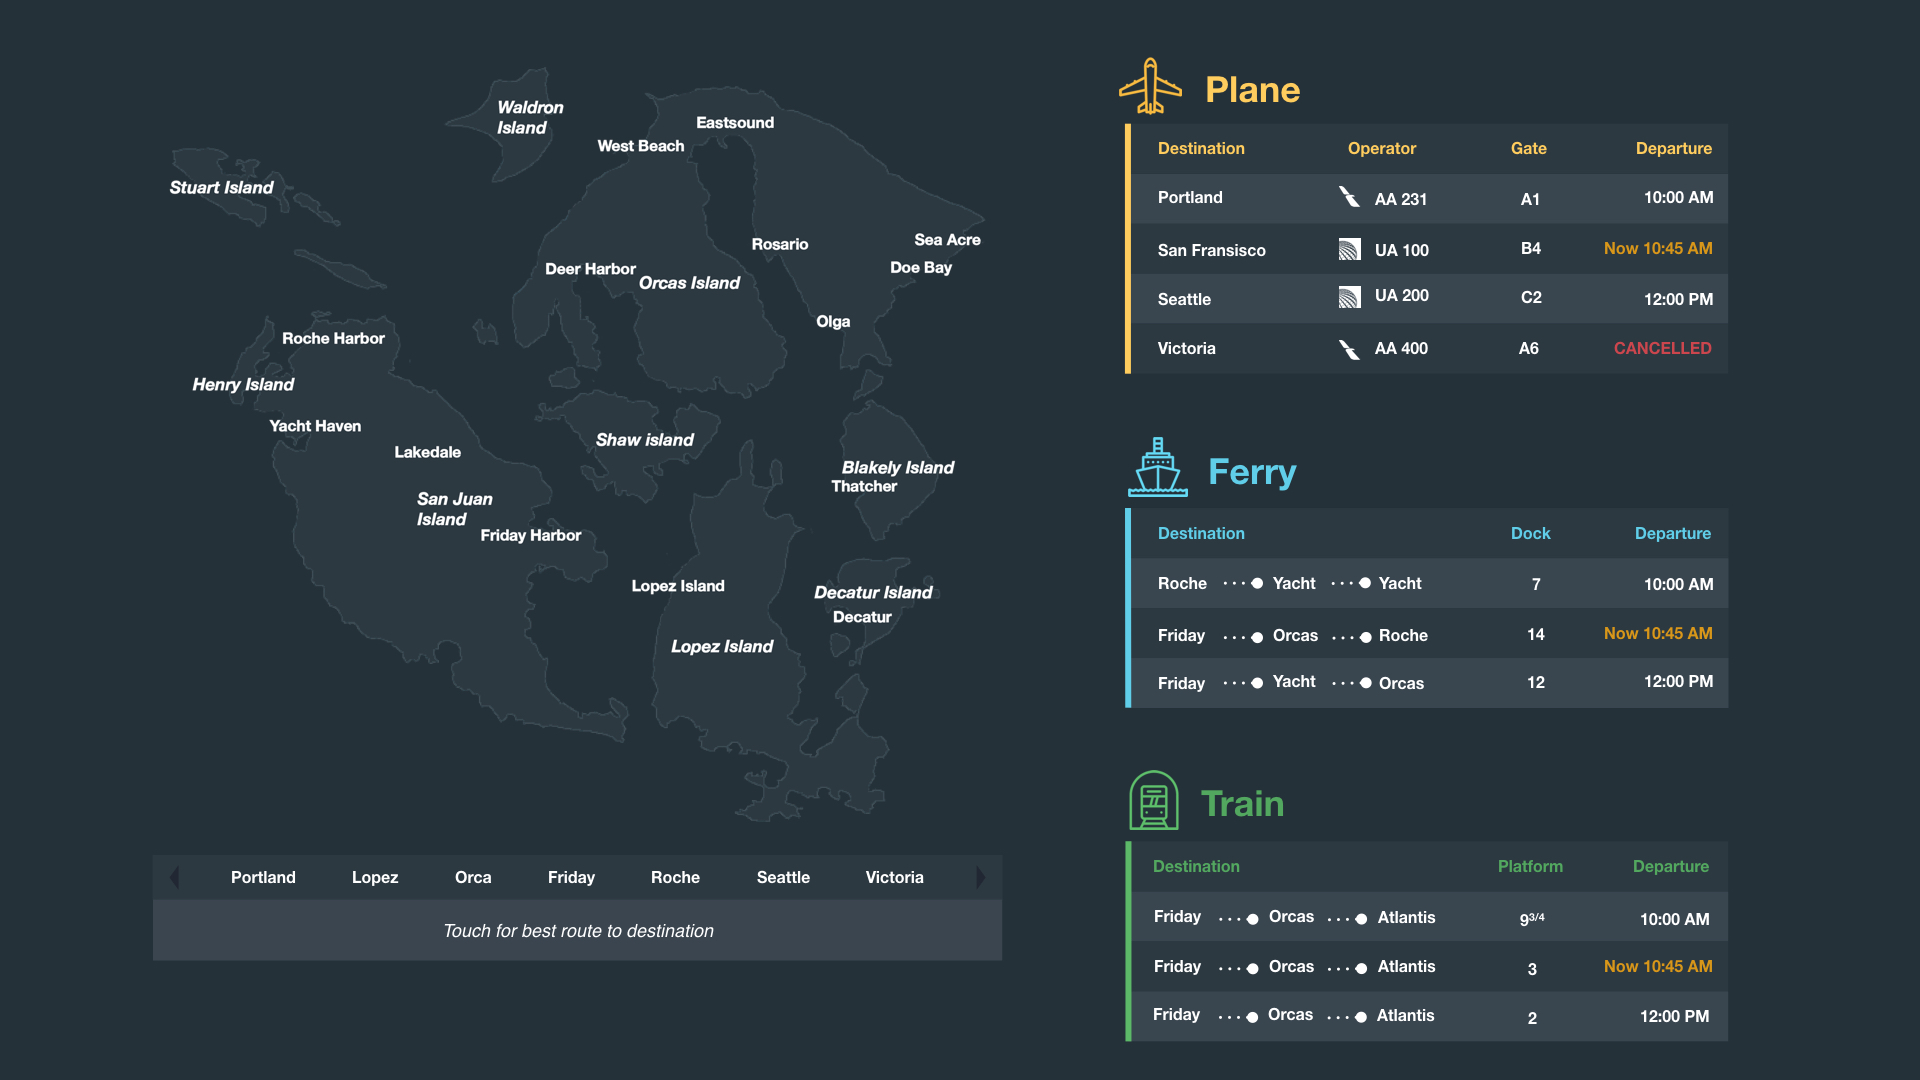 Waldron
Island
Eastsound
West Beach
Stuart Island
Sea Acre
Rosario
Doe Bay
Deer Harbor
Orcas Island
Olga
Roche Harbor
Henry Island
Yacht Haven
Shaw island
Lakedale
Blakely Island
Thatcher
San Juan
Island
Friday Harbor
Lopez Island
Decatur Island
Decatur
Lopez Island
Portland Lopez Orca Friday Roche Seattle Victoria
Touch for best route to destination
Plane
Destination Operator Gate Departure
Portland AA 231 A1 10:00 AM
San Fransisco UA 100 B4 Now 10:45 AM
Seattle UA 200 C2 12:00 PM
Victoria AA 400 A6 CANCELLED
Ferry
Destination Dock Departure
Roche Yacht Yacht 7 10:00 AM
Friday Orcas Roche 14 Now 10:45 AM
Friday Yacht Orcas 12 12:00 PM
Train
Destination Platform Departure
Friday Orcas Atlantis 9 3/4 10:00 AM
Friday Orcas Atlantis 3 Now 10:45 AM
Friday Orcas Atlantis 2 12:00 PM